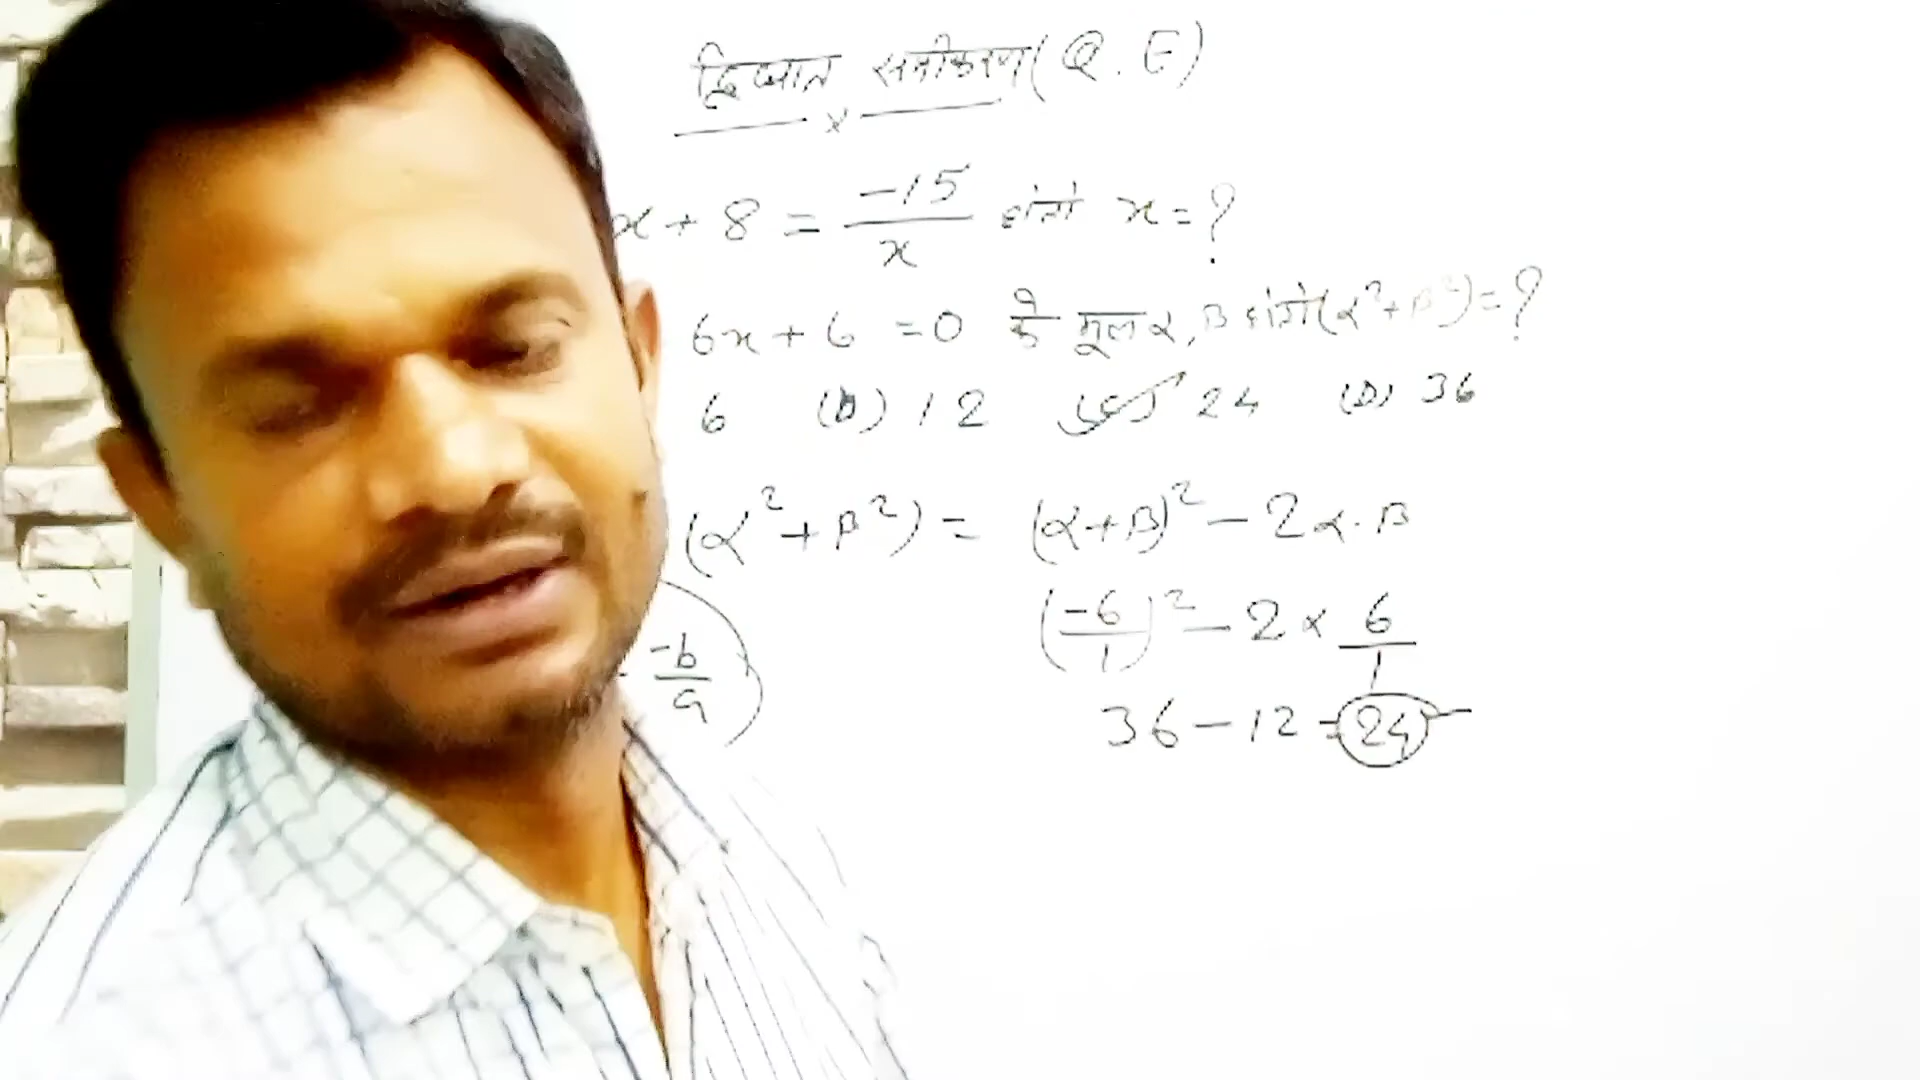 द्विघात समीकरण (Q.E)
x
x + 8 = -15/x हो तो x = ?
6x + 6 = 0 के मूल α, β हो तो (α² + β²) = ?
6 (b) 12 (c) 24 (D) 36
(α² + β²) = (α+β)² - 2α.β
(-6/1)² - 2 × 6/1
-b/a
36 - 12 = 24